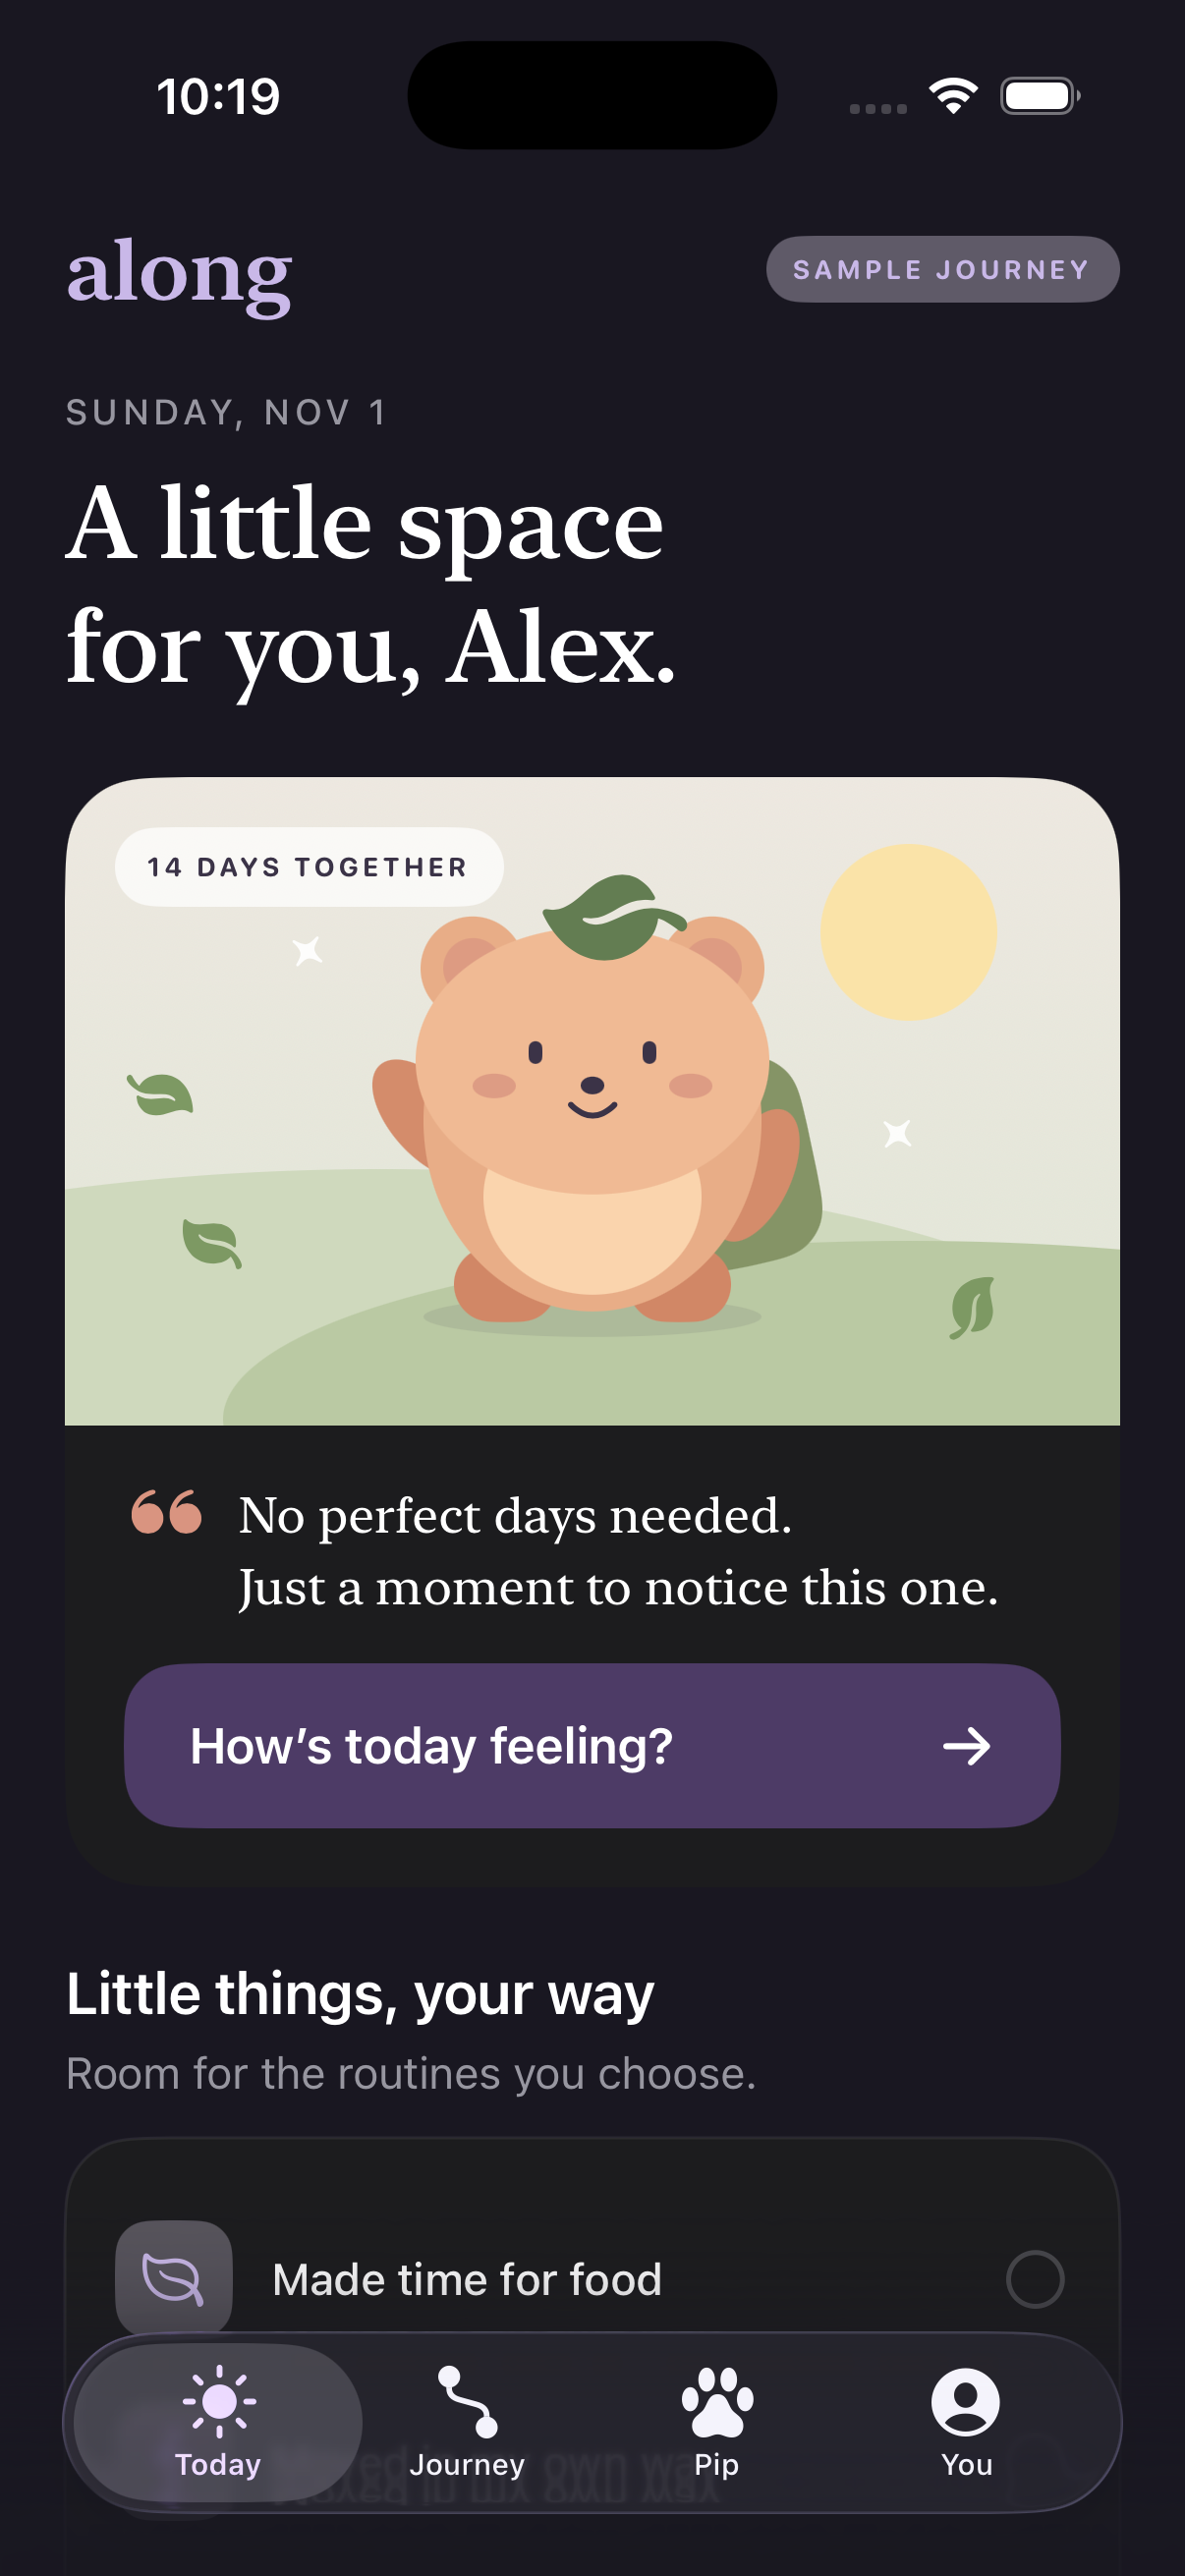 10:19
along
SAMPLE JOURNEY
SUNDAY, NOV 1
A little space
for you, Alex.
14 DAYS TOGETHER
No perfect days needed.
Just a moment to notice this one.
How’s today feeling?
Little things, your way
Room for the routines you choose.
Made time for food
Today
Journey
Pip
You